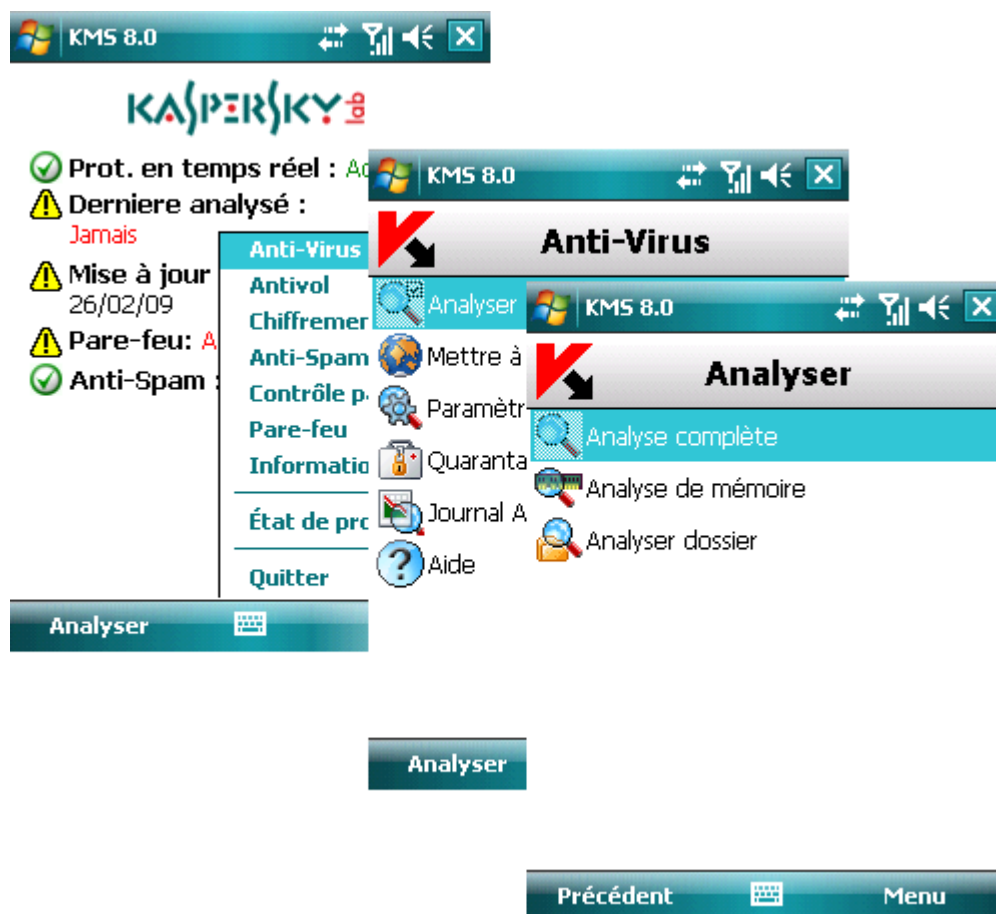 KMS 8.0
KASPERSKY lab
Prot. en temps réel :
Derniere analysé :
Jamais
Mise à jour
26/02/09
Pare-feu: A
Anti-Spam :
Anti-Virus
Antivol
Chiffremer
Anti-Spam
Contrôle p.
Pare-feu
Informatio
État de pro
Quitter
Analyser
KMS 8.0
Anti-Virus
Analyser
Mettre à
Paramètr
Quaranta
Journal A
Aide
Analyser
KMS 8.0
Analyser
Analyse complète
Analyse de mémoire
Analyser dossier
Précédent
Menu